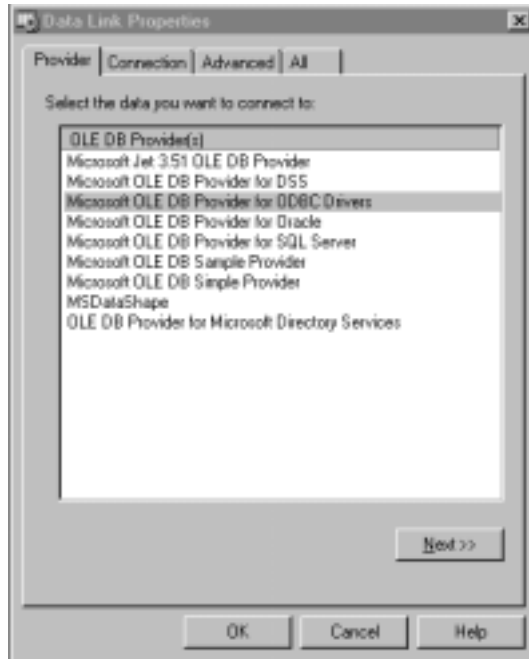 Data Link Properties
Provider Connection Advanced All
Select the data you want to connect to:
OLE DB Provider(s)
Microsoft Jet 3.51 OLE DB Provider
Microsoft OLE DB Provider for DSS
Microsoft OLE DB Provider for ODBC Drivers
Microsoft OLE DB Provider for Oracle
Microsoft OLE DB Provider for SQL Server
Microsoft OLE DB Sample Provider
Microsoft OLE DB Simple Provider
MSDataShape
OLE DB Provider for Microsoft Directory Services
Next >>
OK Cancel Help